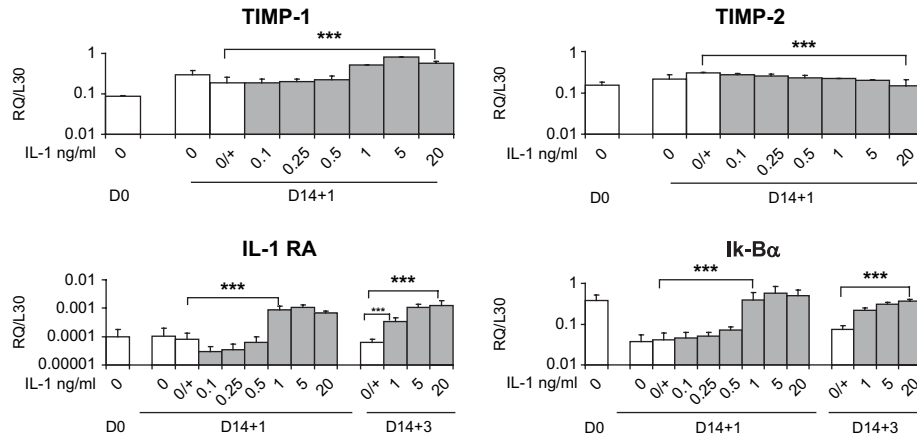 TIMP-1
***
RQ/L30
1
0.1
0.01
IL-1 ng/ml
0 0 0/+ 0.1 0.25 0.5 1 5 20
D0 D14+1
TIMP-2
***
RQ/L30
1
0.1
0.01
IL-1 ng/ml
0 0 0/+ 0.1 0.25 0.5 1 5 20
D0 D14+1
IL-1 RA
*** ***
***
RQ/L30
0.01
0.001
0.0001
0.00001
IL-1 ng/ml
0 0 0/+ 0.1 0.25 0.5 1 5 20 0/+ 1 5 20
D0 D14+1 D14+3
Ik-Bα
*** ***
RQ/L30
1
0.1
0.01
IL-1 ng/ml
0 0 0/+ 0.1 0.25 0.5 1 5 20 0/+ 1 5 20
D0 D14+1 D14+3